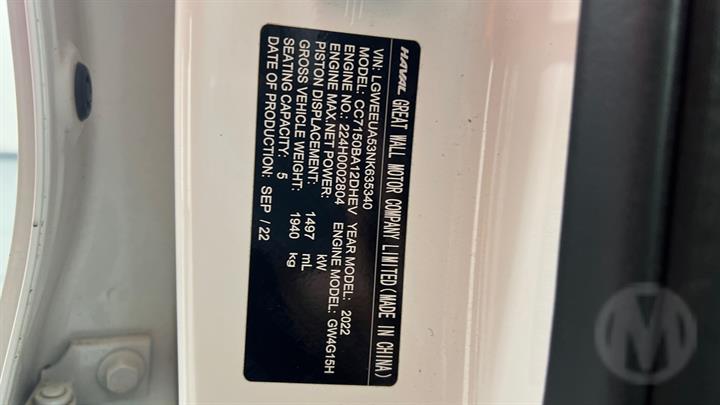 HAVAL GREAT WALL MOTOR COMPANY LIMITED (MADE IN CHINA)
VIN: LGWEEUA53NK635340
MODEL: CC7150BA12DHEV YEAR MODEL: 2022
ENGINE NO.: 224H0002804 ENGINE MODEL: GW4G15H
ENGINE MAX.NET POWER: kW
PISTON DISPLACEMENT: 1497 mL
GROSS VEHICLE WEIGHT: 1940 kg
SEATING CAPACITY: 5
DATE OF PRODUCTION: SEP / 22
M